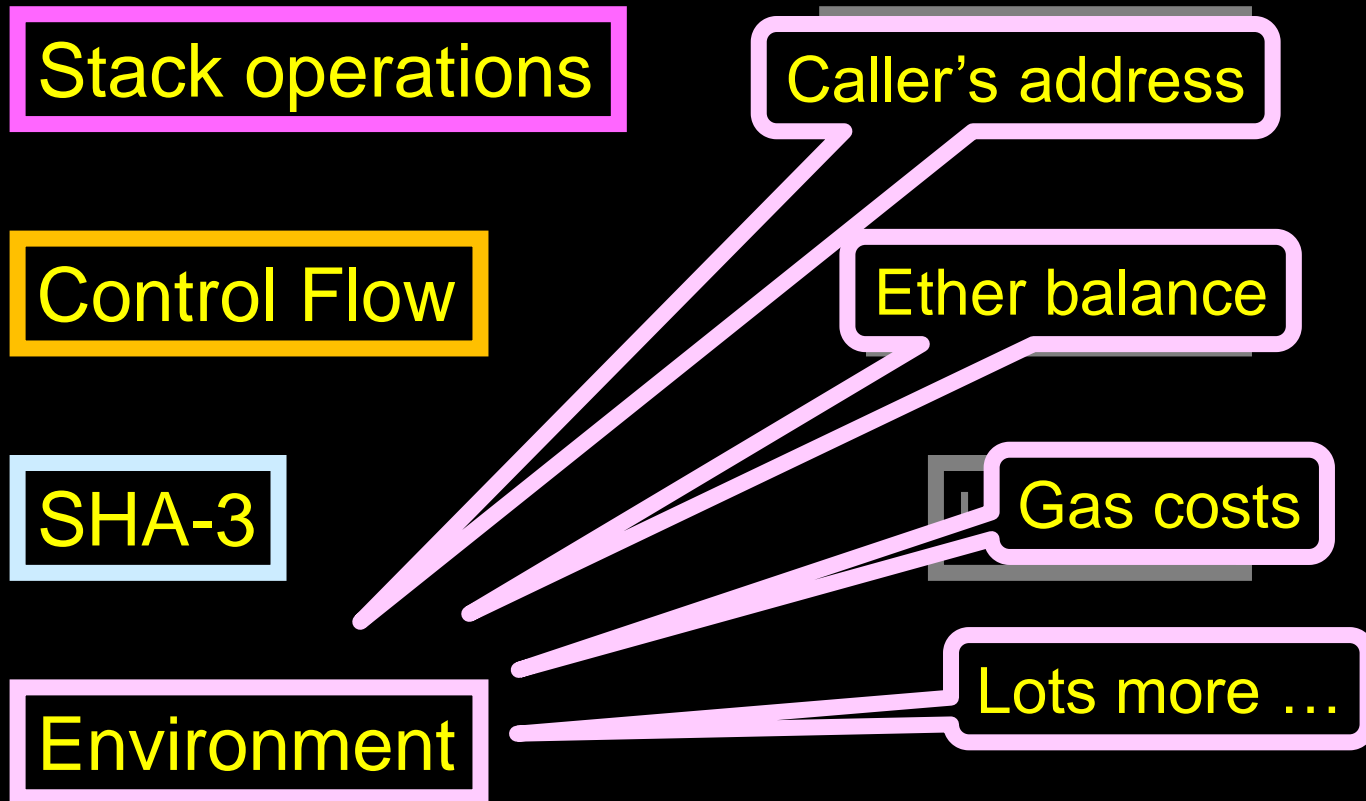 Stack operations
Caller’s address
Control Flow
Ether balance
SHA-3
Gas costs
Environment
Lots more …